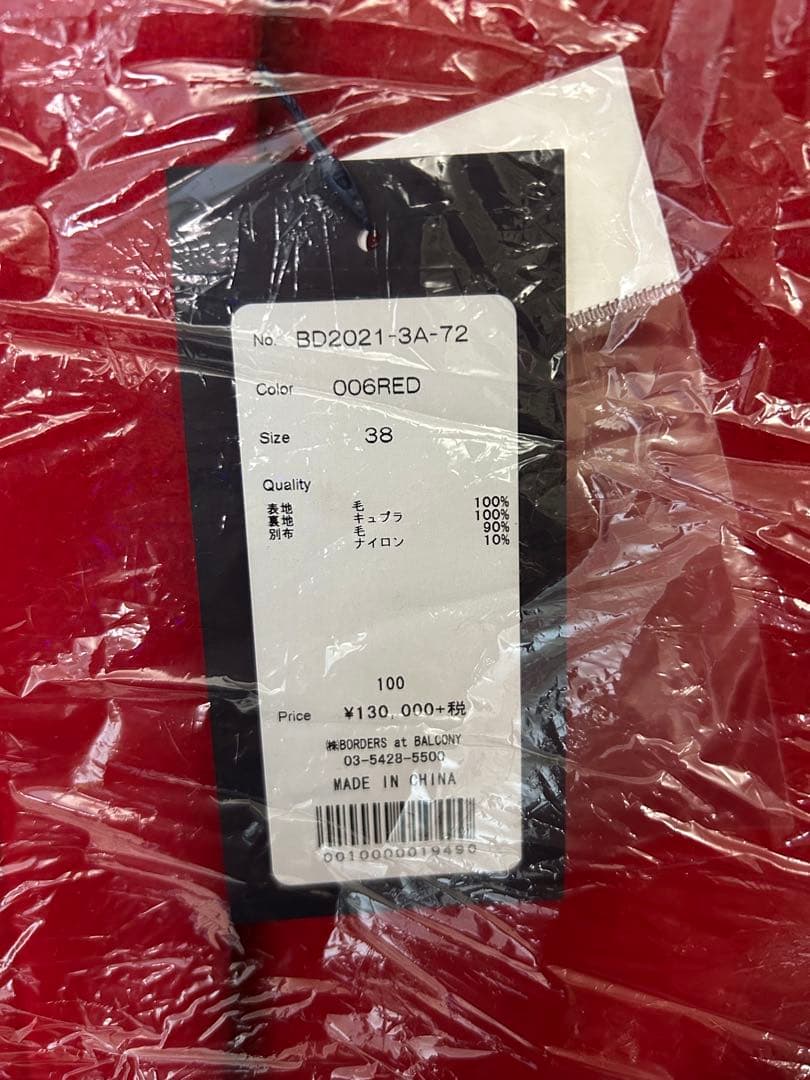 No. BD2021-3A-72
Color 006RED
Size 38
Quality
表地 毛 100%
裏地 キュプラ 100%
別布 毛 90%
ナイロン 10%
100
Price ¥130,000+税
㈱BORDERS at BALCONY
03-5428-5500
MADE IN CHINA
0010000019490